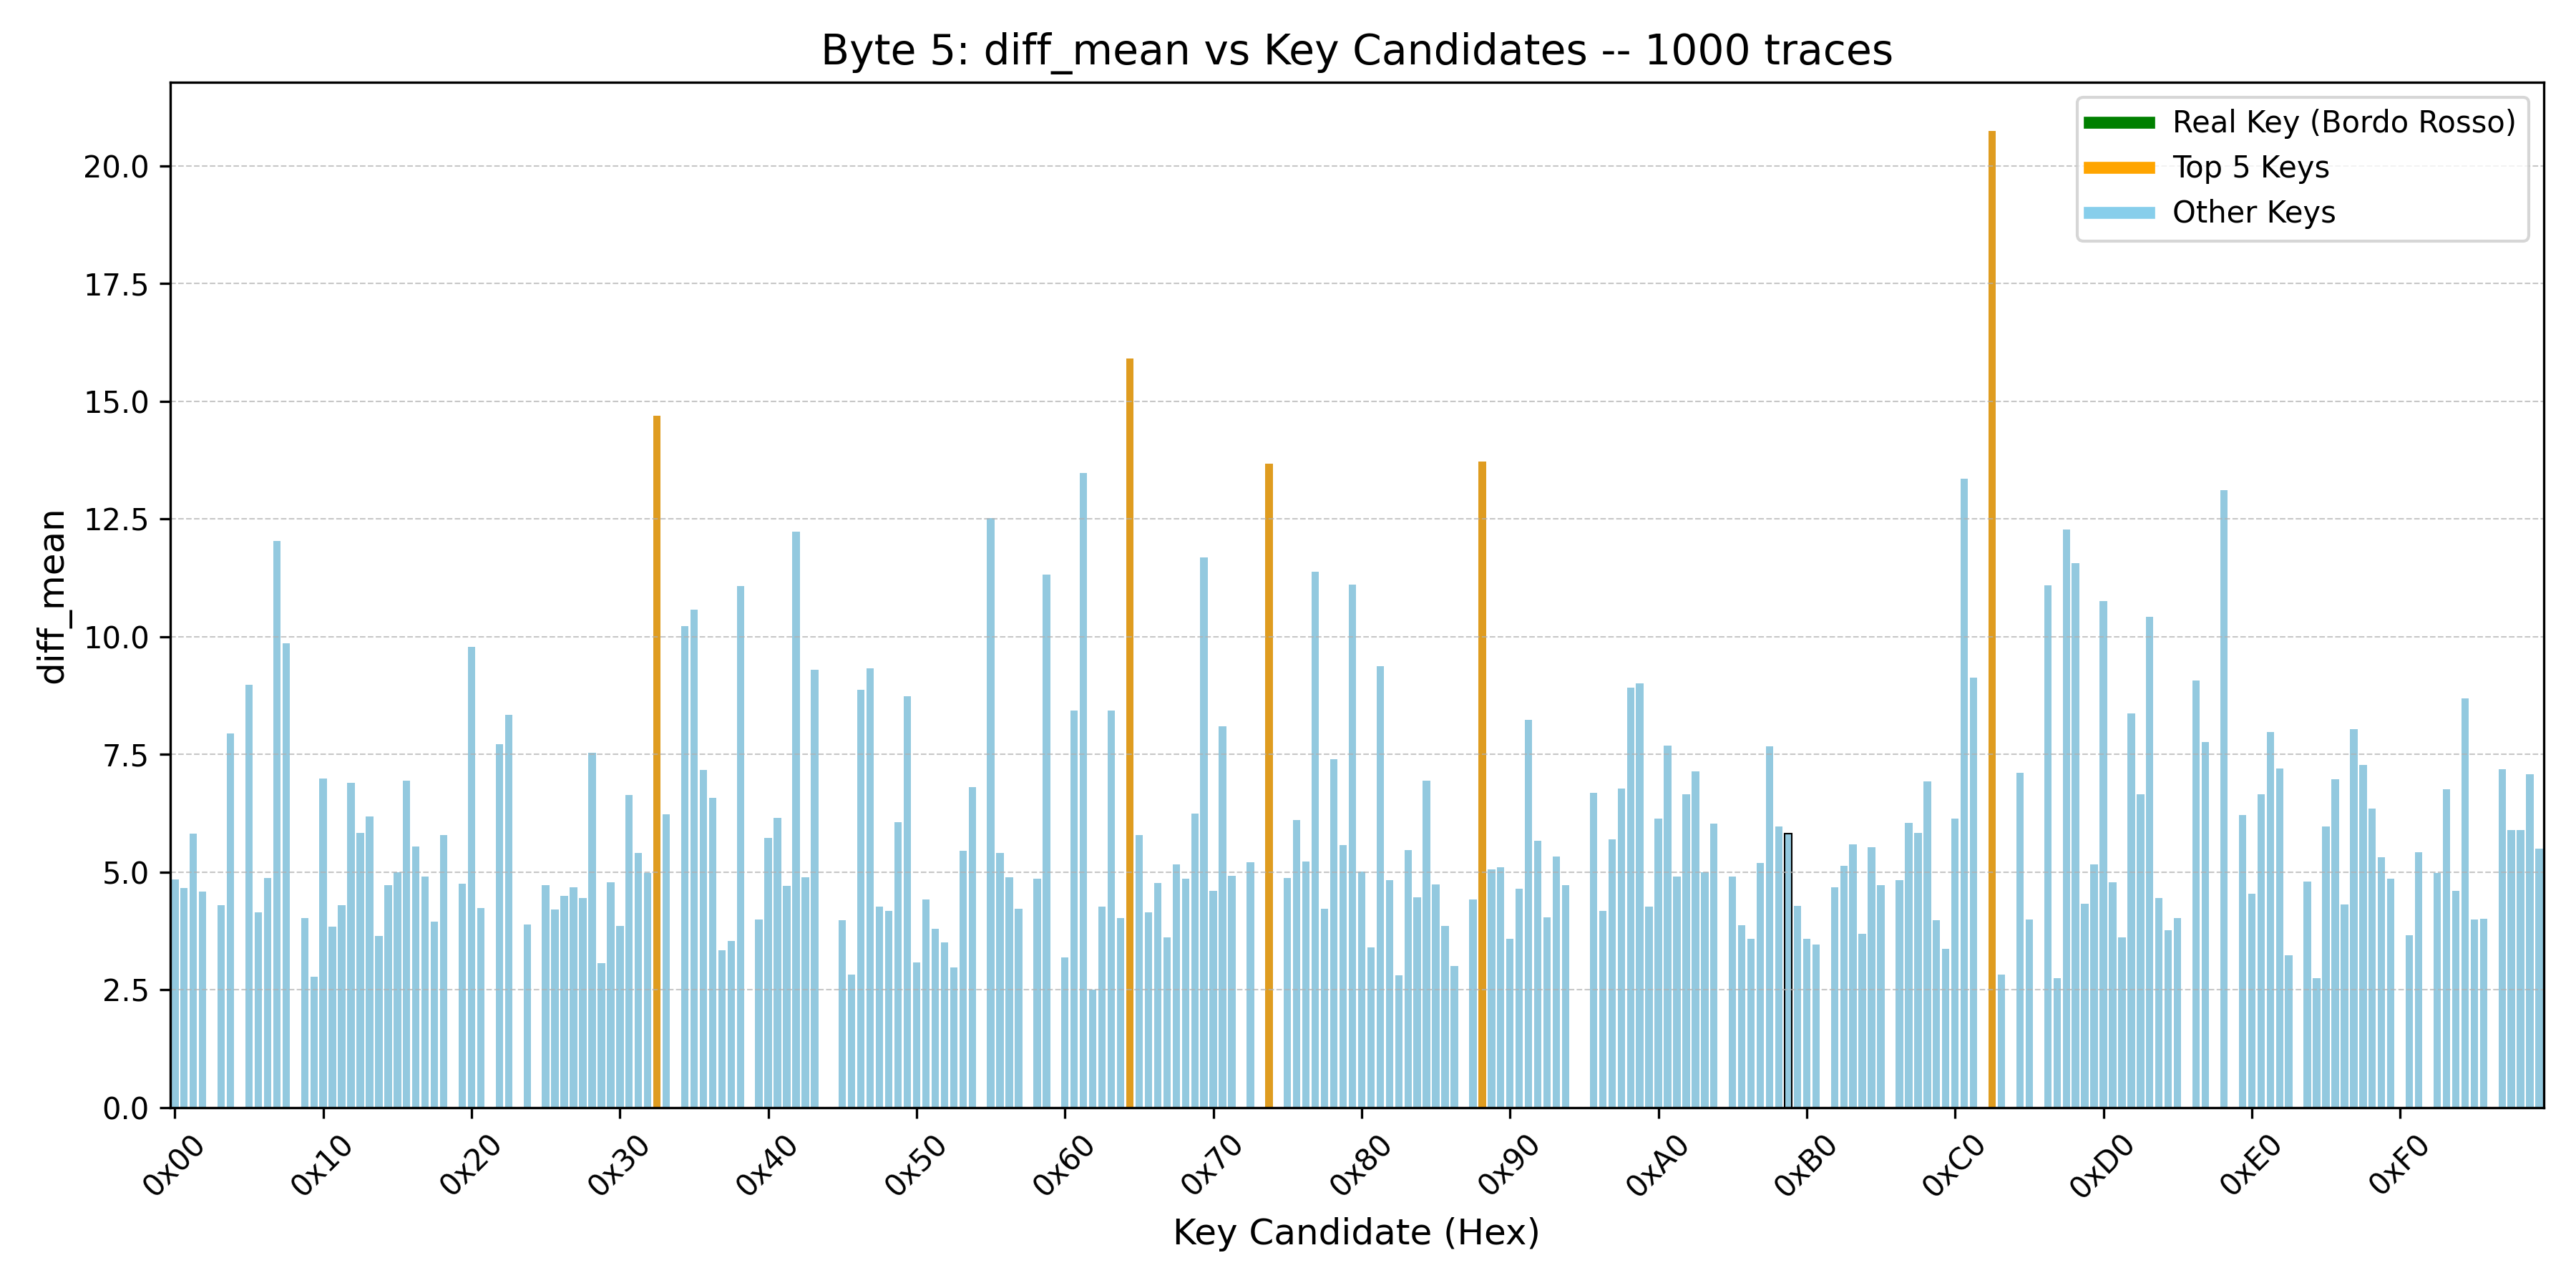 Byte 5: diff_mean vs Key Candidates -- 1000 traces
Real Key (Bordo Rosso)
Top 5 Keys
Other Keys
diff_mean
20.0
17.5
15.0
12.5
10.0
7.5
5.0
2.5
0.0
0x00 0x10 0x20 0x30 0x40 0x50 0x60 0x70 0x80 0x90 0xA0 0xB0 0xC0 0xD0 0xE0 0xF0
Key Candidate (Hex)